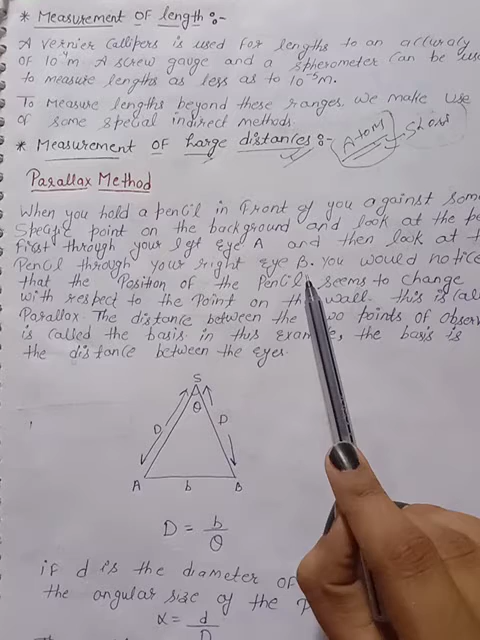 * Measurement of length :-
A vernier callipers is used for lengths to an accuracy
of 10⁻⁴m. A screw gauge and a spherometer can be use
to measure lengths as less as to 10⁻⁵m.
To measure lengths beyond these ranges, we make use
of some special indirect methods.
* Measurement of Large distances :-
Atom
Parallax Method
When you hold a pencil in front of you against some
specific point on the background and look at the pe
first through your left eye A and then look at t
Pencil through your right eye B. You would notice
that the Position of the Pencil seems to change
with respect to the Point on the wall. this is call
Parallax. The distance between the two points of observ
is called the basis. in this example, the basis is
the distance between the eyes.
S
θ
D D
A b B
D = b/θ
if d is the diameter of
the angular size of the p
α = d/D